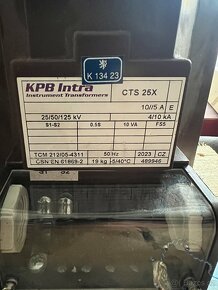 K 134 23
KPB Intra
Instrument Transformers
CTS 25X
10//5 A E
25/50/125 kV 4/10 kA
S1-S2 0.5S 10 VA FS5
TCM 212/05-4311 50 Hz 2023 CZ
CSN EN 61869-2 19 kg -5/40°C 489946
S1 S2